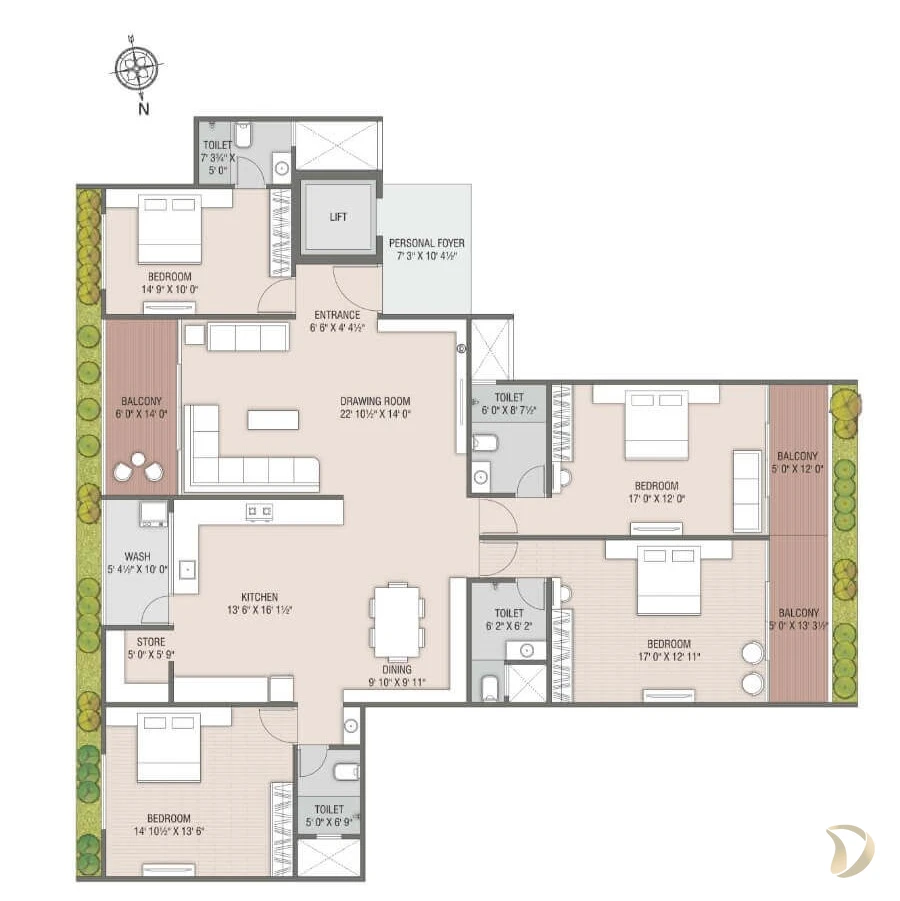 N
TOILET
7' 3¾" X
5' 0"
LIFT
PERSONAL FOYER
7' 3" X 10' 4½"
BEDROOM
14' 9" X 10' 0"
ENTRANCE
6' 6" X 4' 4½"
BALCONY
6' 0" X 14' 0"
DRAWING ROOM
22' 10½" X 14' 0"
TOILET
6' 0" X 8' 7½"
BEDROOM
17' 0" X 12' 0"
BALCONY
5' 0" X 12' 0"
WASH
5' 4½" X 10' 0"
KITCHEN
13' 6" X 16' 1½"
STORE
5' 0" X 5' 9"
DINING
9' 10" X 9' 11"
TOILET
6' 2" X 6' 2"
BEDROOM
17' 0" X 12' 11"
BALCONY
5' 0" X 13' 3½"
BEDROOM
14' 10½" X 13' 6"
TOILET
5' 0" X 6' 9"